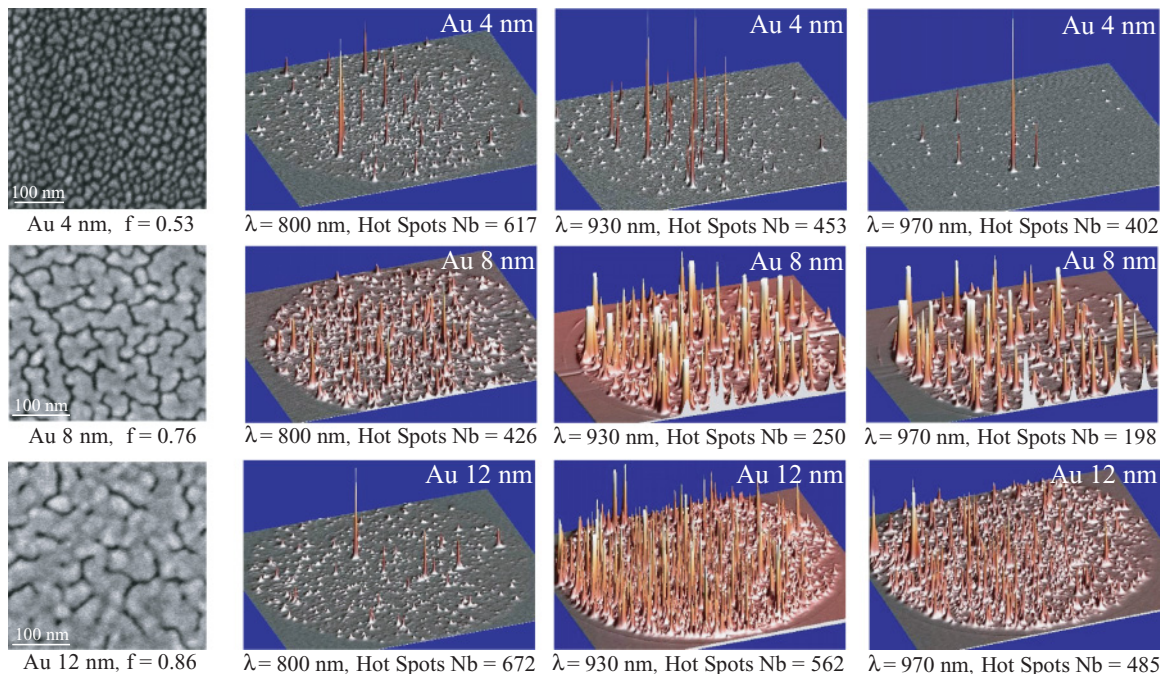 Au 4 nm
Au 4 nm
Au 4 nm
100 nm
Au 4 nm, f = 0.53
λ = 800 nm, Hot Spots Nb = 617
λ = 930 nm, Hot Spots Nb = 453
λ = 970 nm, Hot Spots Nb = 402
Au 8 nm
Au 8 nm
Au 8 nm
100 nm
Au 8 nm, f = 0.76
λ = 800 nm, Hot Spots Nb = 426
λ = 930 nm, Hot Spots Nb = 250
λ = 970 nm, Hot Spots Nb = 198
Au 12 nm
Au 12 nm
Au 12 nm
100 nm
Au 12 nm, f = 0.86
λ = 800 nm, Hot Spots Nb = 672
λ = 930 nm, Hot Spots Nb = 562
λ = 970 nm, Hot Spots Nb = 485